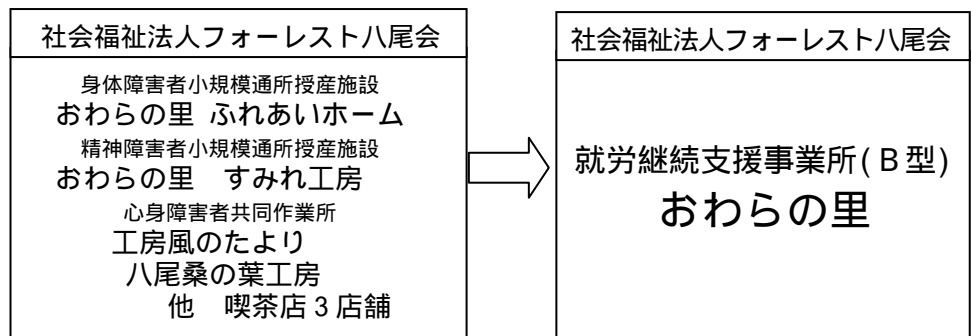 社会福祉法人フォーレスト八尾会
身体障害者小規模通所授産施設
おわらの里 ふれあいホーム
精神障害者小規模通所授産施設
おわらの里　すみれ工房
心身障害者共同作業所
工房風のたより
八尾桑の葉工房
他　喫茶店３店舗
社会福祉法人フォーレスト八尾会
就労継続支援事業所(Ｂ型)
おわらの里